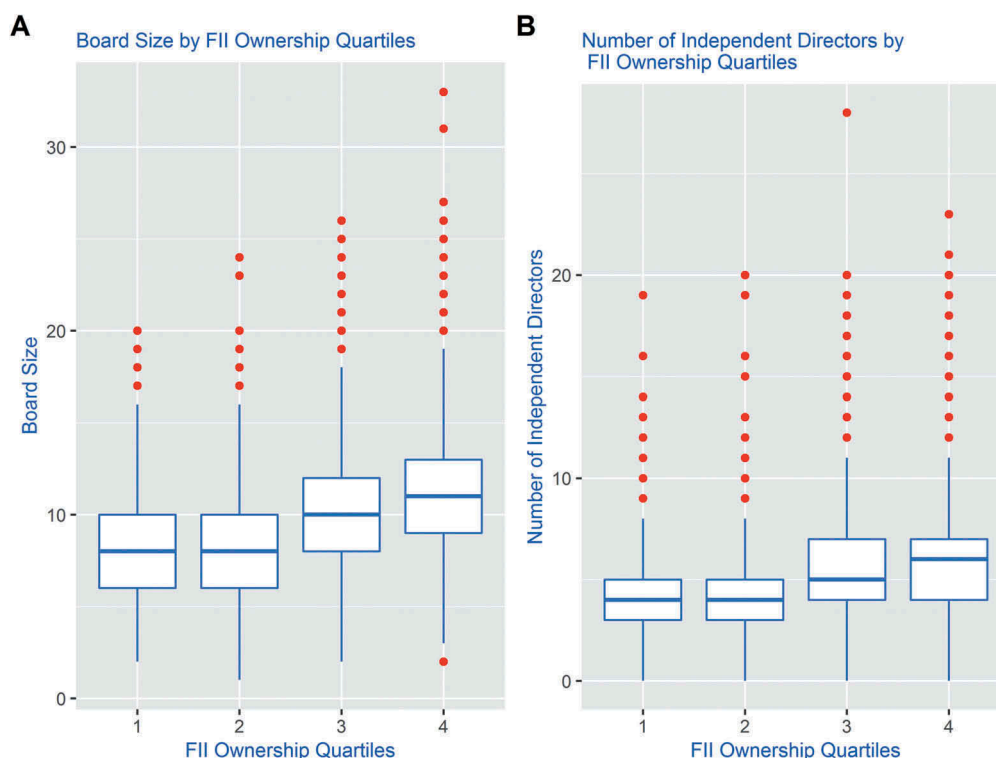 A
Board Size by FII Ownership Quartiles
Board Size
30
20
10
0
1 2 3 4
FII Ownership Quartiles
B
Number of Independent Directors by
FII Ownership Quartiles
Number of Independent Directors
20
10
0
1 2 3 4
FII Ownership Quartiles